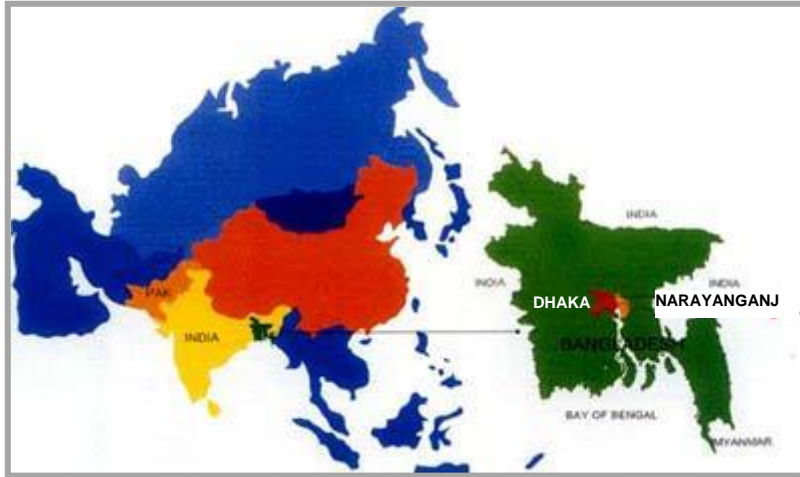 PAK
INDIA
INDIA
INDIA
INDIA
DHAKA
NARAYANGANJ
BANGLADESH
BAY OF BENGAL
MYANMAR